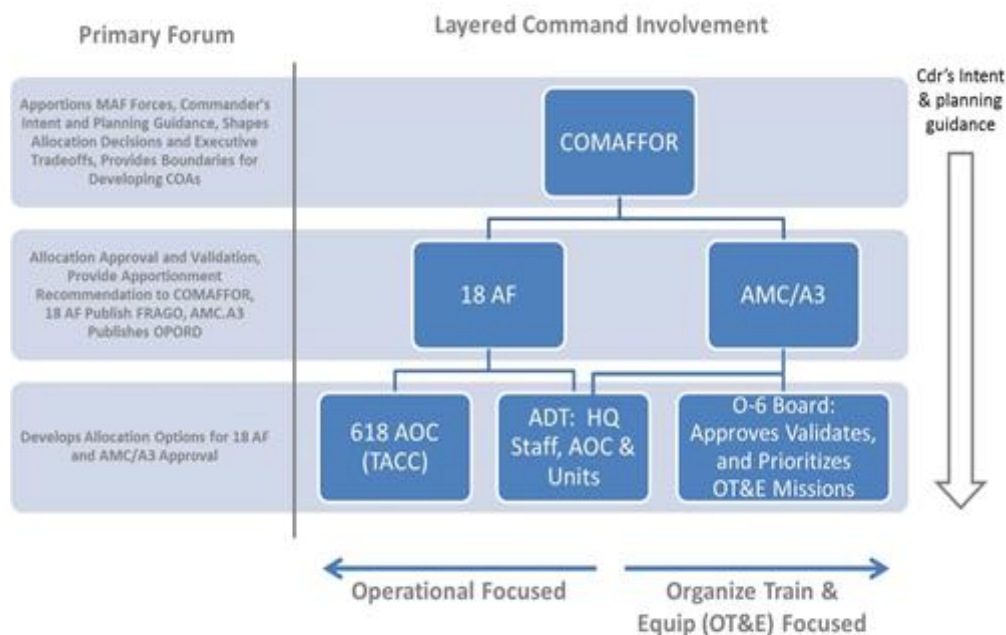 Primary Forum
Layered Command Involvement
Apportions MAF Forces, Commander's
Intent and Planning Guidance, Shapes
Allocation Decisions and Executive
Tradeoffs, Provides Boundaries for
Developing COAs
COMAFFOR
Cdr's Intent
& planning
guidance
Allocation Approval and Validation,
Provide Apportionment
Recommendation to COMAFFOR,
18 AF Publish FRAGO, AMC.A3
Publishes OPORD
18 AF
AMC/A3
Develops Allocation Options for 18 AF
and AMC/A3 Approval
618 AOC
(TACC)
ADT: HQ
Staff, AOC &
Units
O-6 Board:
Approves Validates,
and Prioritizes
OT&E Missions
Operational Focused
Organize Train &
Equip (OT&E) Focused